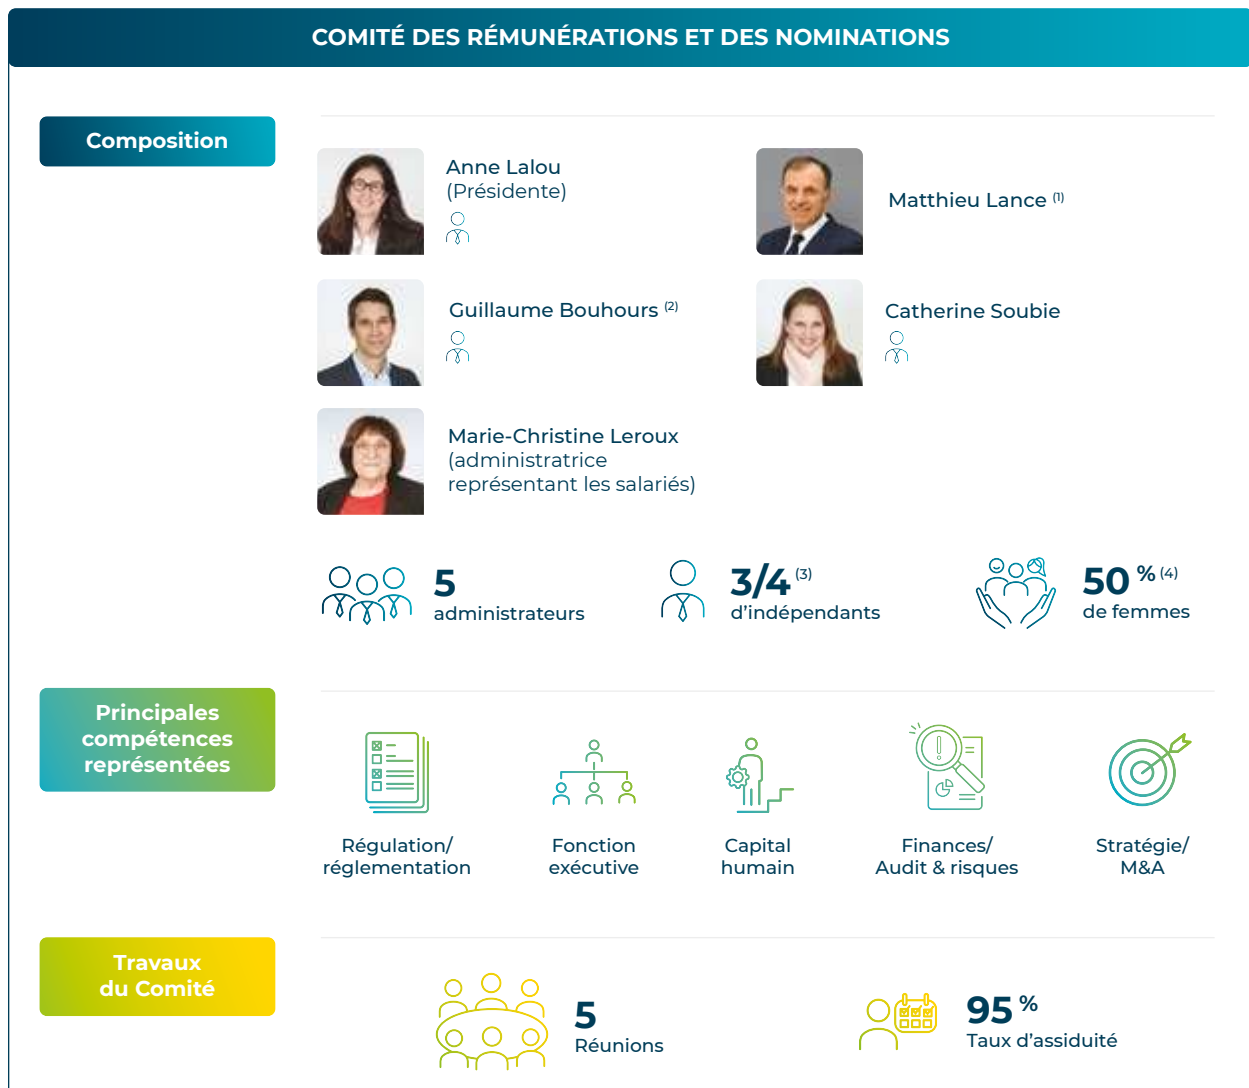 COMITÉ DES RÉMUNÉRATIONS ET DES NOMINATIONS
Composition
Anne Lalou
(Présidente)
Matthieu Lance (1)
Guillaume Bouhours (2)
Catherine Soubie
Marie-Christine Leroux
(administratrice
représentant les salariés)
5
administrateurs
3/4 (3)
d'indépendants
50 % (4)
de femmes
Principales
compétences
représentées
Régulation/
réglementation
Fonction
exécutive
Capital
humain
Finances/
Audit & risques
Stratégie/
M&A
Travaux
du Comité
5
Réunions
95 %
Taux d'assiduité